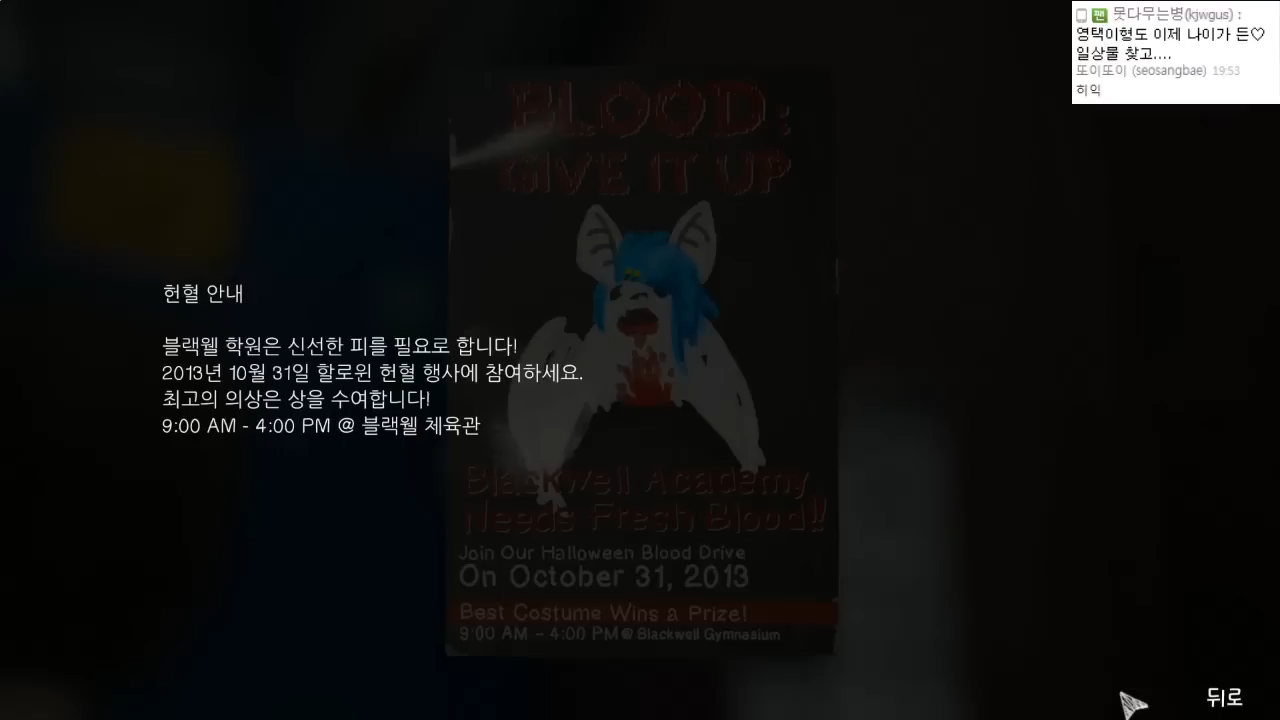 팬 못다무는병(kjwgus) :
영택이형도 이제 나이가 든♡
일상물 찾고....
또이또이 (seosangbae) 19:53
히익
BLOOD:
GIVE IT UP
헌혈 안내
블랙웰 학원은 신선한 피를 필요로 합니다!
2013년 10월 31일 할로윈 헌혈 행사에 참여하세요.
최고의 의상은 상을 수여합니다!
9:00 AM - 4:00 PM @ 블랙웰 체육관
Blackwell Academy
Needs Fresh Blood!!
Join Our Halloween Blood Drive
On October 31, 2013
Best Costume Wins a Prize!
9:00 AM - 4:00 PM @ Blackwell Gymnasium
뒤로